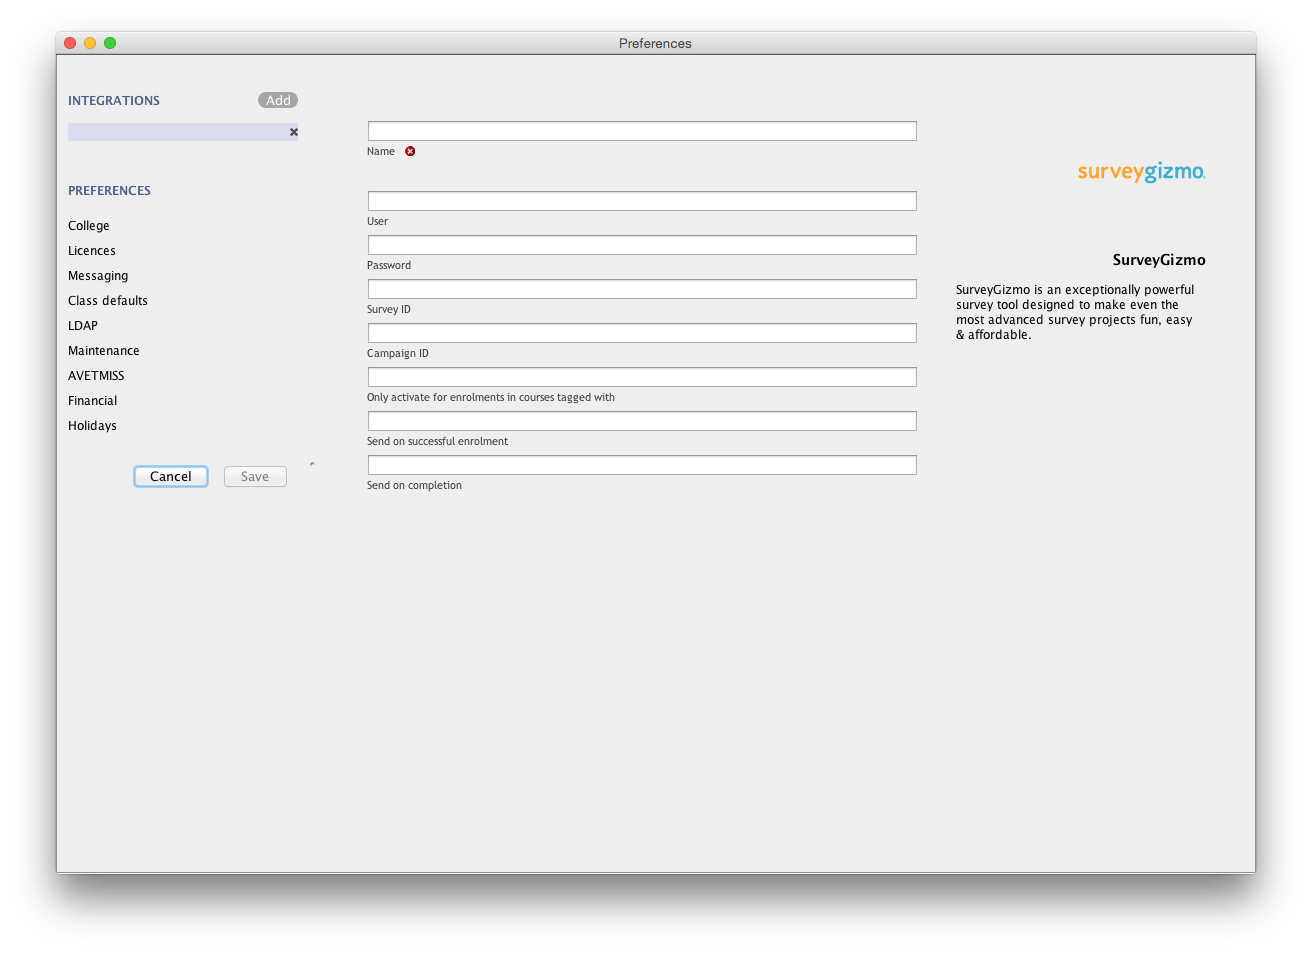 Preferences
INTEGRATIONS
Add
PREFERENCES
College
Licences
Messaging
Class defaults
LDAP
Maintenance
AVETMISS
Financial
Holidays
Cancel
Save
Name
User
Password
Survey ID
Campaign ID
Only activate for enrolments in courses tagged with
Send on successful enrolment
Send on completion
surveygizmo
SurveyGizmo
SurveyGizmo is an exceptionally powerful
survey tool designed to make even the
most advanced survey projects fun, easy
& affordable.